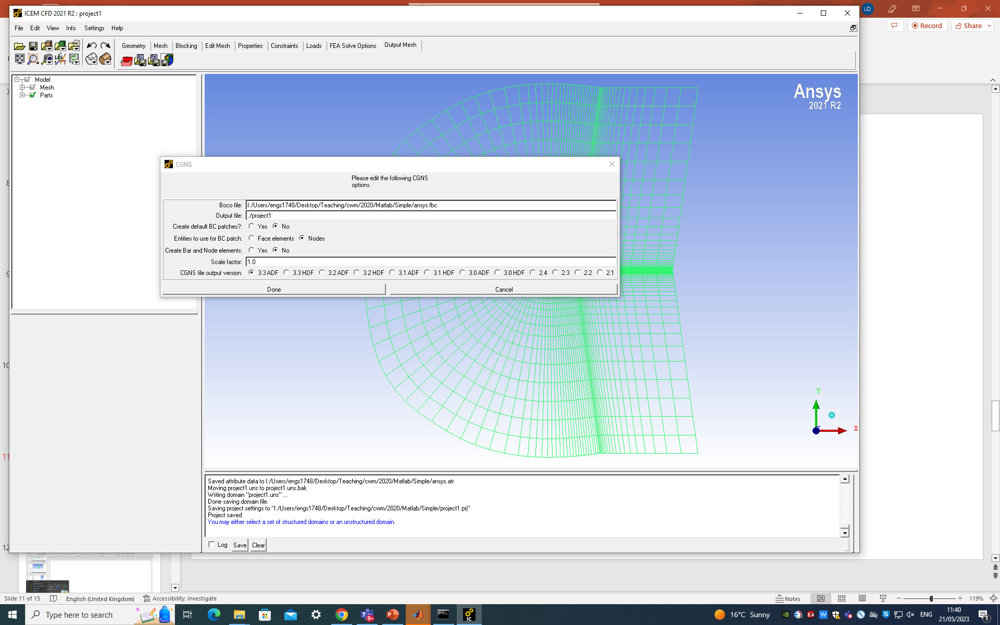 ICEM CFD 2021 R2 : project1
LD
File Edit View Info Settings Help
Record
Share
Geometry Mesh Blocking Edit Mesh Properties Constraints Loads FEA Solve Options Output Mesh
Model
Mesh
Parts
Ansys
2021 R2
CGNS
Please edit the following CGNS
options.
Boco file: I:/Users/engs1748/Desktop/Teaching/cwm/2020/Matlab/Simple/ansys.fbc
Output file: ./project1
Create default BC patches?: Yes No
Entities to use for BC patch: Face elements Nodes
Create Bar and Node elements: Yes No
Scale factor: 1.0
CGNS file output version: 3.3 ADF 3.3 HDF 3.2 ADF 3.2 HDF 3.1 ADF 3.1 HDF 3.0 ADF 3.0 HDF 2.4 2.3 2.2 2.1
Done Cancel
7
8
9
10
11
12
Y
X
Saved attribute data to I:/Users/engs1748/Desktop/Teaching/cwm/2020/Matlab/Simple/ansys.atr
Moving project1.uns to project1.uns.bak
Writing domain "project1.uns" ...
Done saving domain file.
Saving project settings to "I:/Users/engs1748/Desktop/Teaching/cwm/2020/Matlab/Simple/project1.prj"
Project saved
You may either select a set of structured domains or an unstructured domain.
Log Save Clear
Slide 11 of 15 English (United Kingdom) Accessibility: Investigate Notes 119%
Type here to search
16°C Sunny
ENG
11:40
21/05/2023